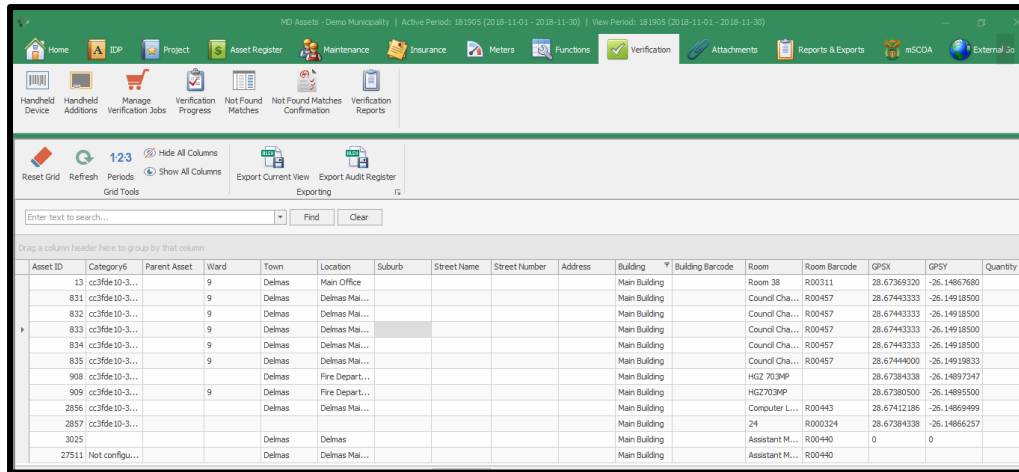 MD Assets - Demo Municipality | Active Period: 181905 (2018-11-01 - 2018-11-30) | View Period: 181905 (2018-11-01 - 2018-11-30)
Home IDP Project Asset Register Maintenance Insurance Meters Functions Verification Attachments Reports & Exports mSCOA External So
Handheld Device Handheld Additions Manage Verification Jobs Verification Progress Not Found Matches Not Found Matches Confirmation Verification Reports
Reset Grid Refresh 1·2·3 Periods Hide All Columns Show All Columns Export Current View Export Audit Register
Grid Tools Exporting
Enter text to search... Find Clear
Drag a column header here to group by that column
Asset ID Category6 Parent Asset Ward Town Location Suburb Street Name Street Number Address Building Building Barcode Room Room Barcode GPSX GPSY Quantity
13 cc3fde10-3... 9 Delmas Main Office Main Building Room 38 R00311 28.67369320 -26.14867680
831 cc3fde10-3... 9 Delmas Delmas Mai... Main Building Council Cha... R00457 28.67443333 -26.14918500
832 cc3fde10-3... 9 Delmas Delmas Mai... Main Building Council Cha... R00457 28.67443333 -26.14918500
833 cc3fde10-3... 9 Delmas Delmas Mai... Main Building Council Cha... R00457 28.67443333 -26.14918500
834 cc3fde10-3... 9 Delmas Delmas Mai... Main Building Council Cha... R00457 28.67443333 -26.14918500
835 cc3fde10-3... 9 Delmas Delmas Mai... Main Building Council Cha... R00457 28.67444000 -26.14919833
908 cc3fde10-3... Delmas Fire Depart... Main Building HGZ 703MP 28.67384338 -26.14897347
909 cc3fde10-3... 9 Delmas Fire Depart... Main Building HGZ703MP 28.67380500 -26.14895500
2856 cc3fde10-3... Delmas Delmas Mai... Main Building Computer L... R00443 28.67412186 -26.14869499
2857 cc3fde10-3... Main Building 24 R000324 28.67384338 -26.14866257
3025 Delmas Delmas Main Building Assistant M... R00440 0 0
27511 Not configu... Delmas Delmas Mai... Main Building Assistant M... R00440